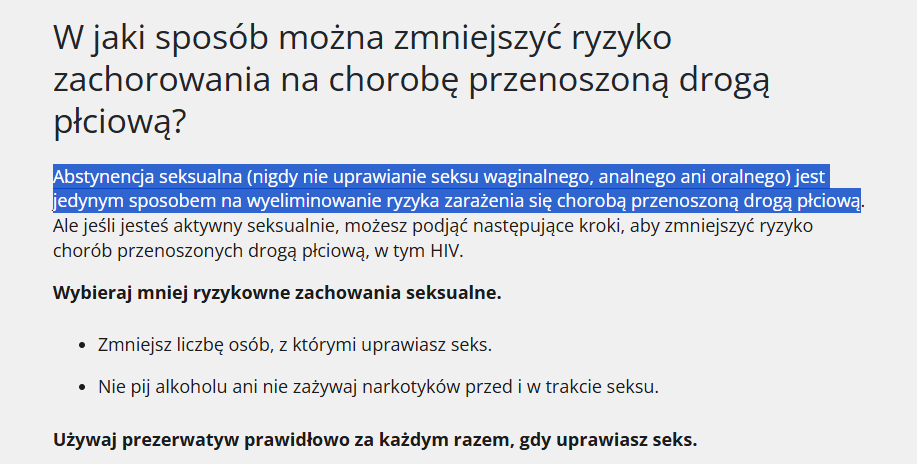 W jaki sposób można zmniejszyć ryzyko
zachorowania na chorobę przenoszoną drogą
płciową?
Abstynencja seksualna (nigdy nie uprawianie seksu waginalnego, analnego ani oralnego) jest
jedynym sposobem na wyeliminowanie ryzyka zarażenia się chorobą przenoszoną drogą płciową.
Ale jeśli jesteś aktywny seksualnie, możesz podjąć następujące kroki, aby zmniejszyć ryzyko
chorób przenoszonych drogą płciową, w tym HIV.
Wybieraj mniej ryzykowne zachowania seksualne.
• Zmniejsz liczbę osób, z którymi uprawiasz seks.
• Nie pij alkoholu ani nie zażywaj narkotyków przed i w trakcie seksu.
Używaj prezerwatyw prawidłowo za każdym razem, gdy uprawiasz seks.